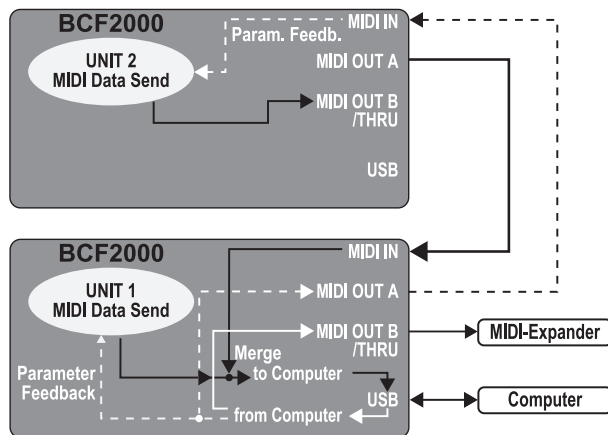 BCF2000
MIDI IN
Param. Feedb.
UNIT 2
MIDI Data Send
MIDI OUT A
MIDI OUT B
/THRU
USB
BCF2000
MIDI IN
UNIT 1
MIDI Data Send
MIDI OUT A
MIDI OUT B
/THRU
MIDI-Expander
Merge
Parameter
Feedback
to Computer
USB
Computer
from Computer